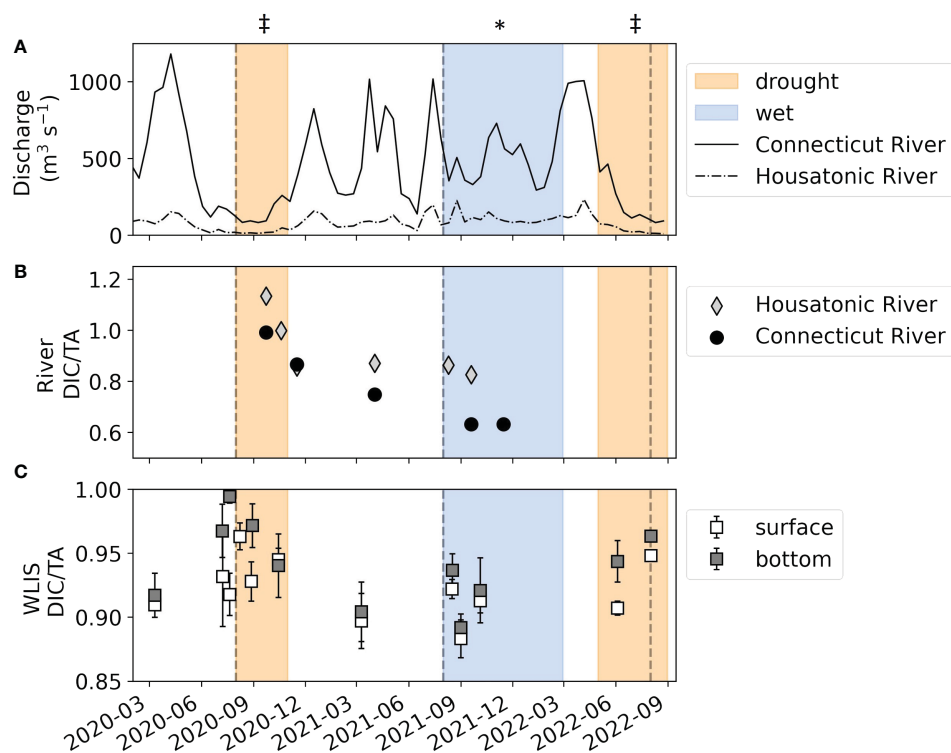 ‡ * ‡
A
1000
500
0
Discharge
(m³ s⁻¹)
drought
wet
Connecticut River
Housatonic River
B
1.2
1.0
0.8
0.6
River
DIC/TA
Housatonic River
Connecticut River
C
1.00
0.95
0.90
0.85
WLIS
DIC/TA
surface
bottom
2020-03 2020-06 2020-09 2020-12 2021-03 2021-06 2021-09 2021-12 2022-03 2022-06 2022-09